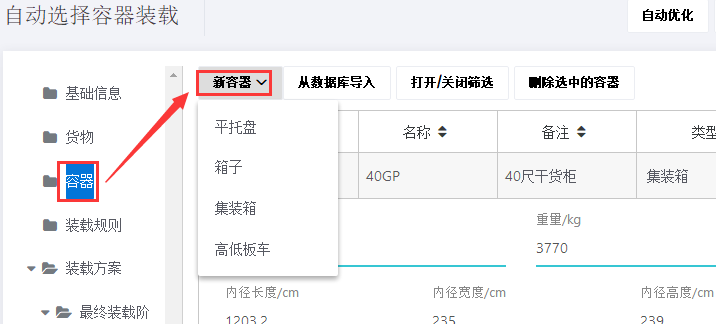 自动选择容器装载
自动优化
基础信息
货物
容器
装载规则
装载方案
最终装载阶
新容器
从数据库导入
打开/关闭筛选
删除选中的容器
平托盘
箱子
集装箱
高低板车
名称
备注
类型
40GP
40尺干货柜
集装箱
重量/kg
3770
内径长度/cm
内径宽度/cm
内径高度/cm
1203.2
235
239